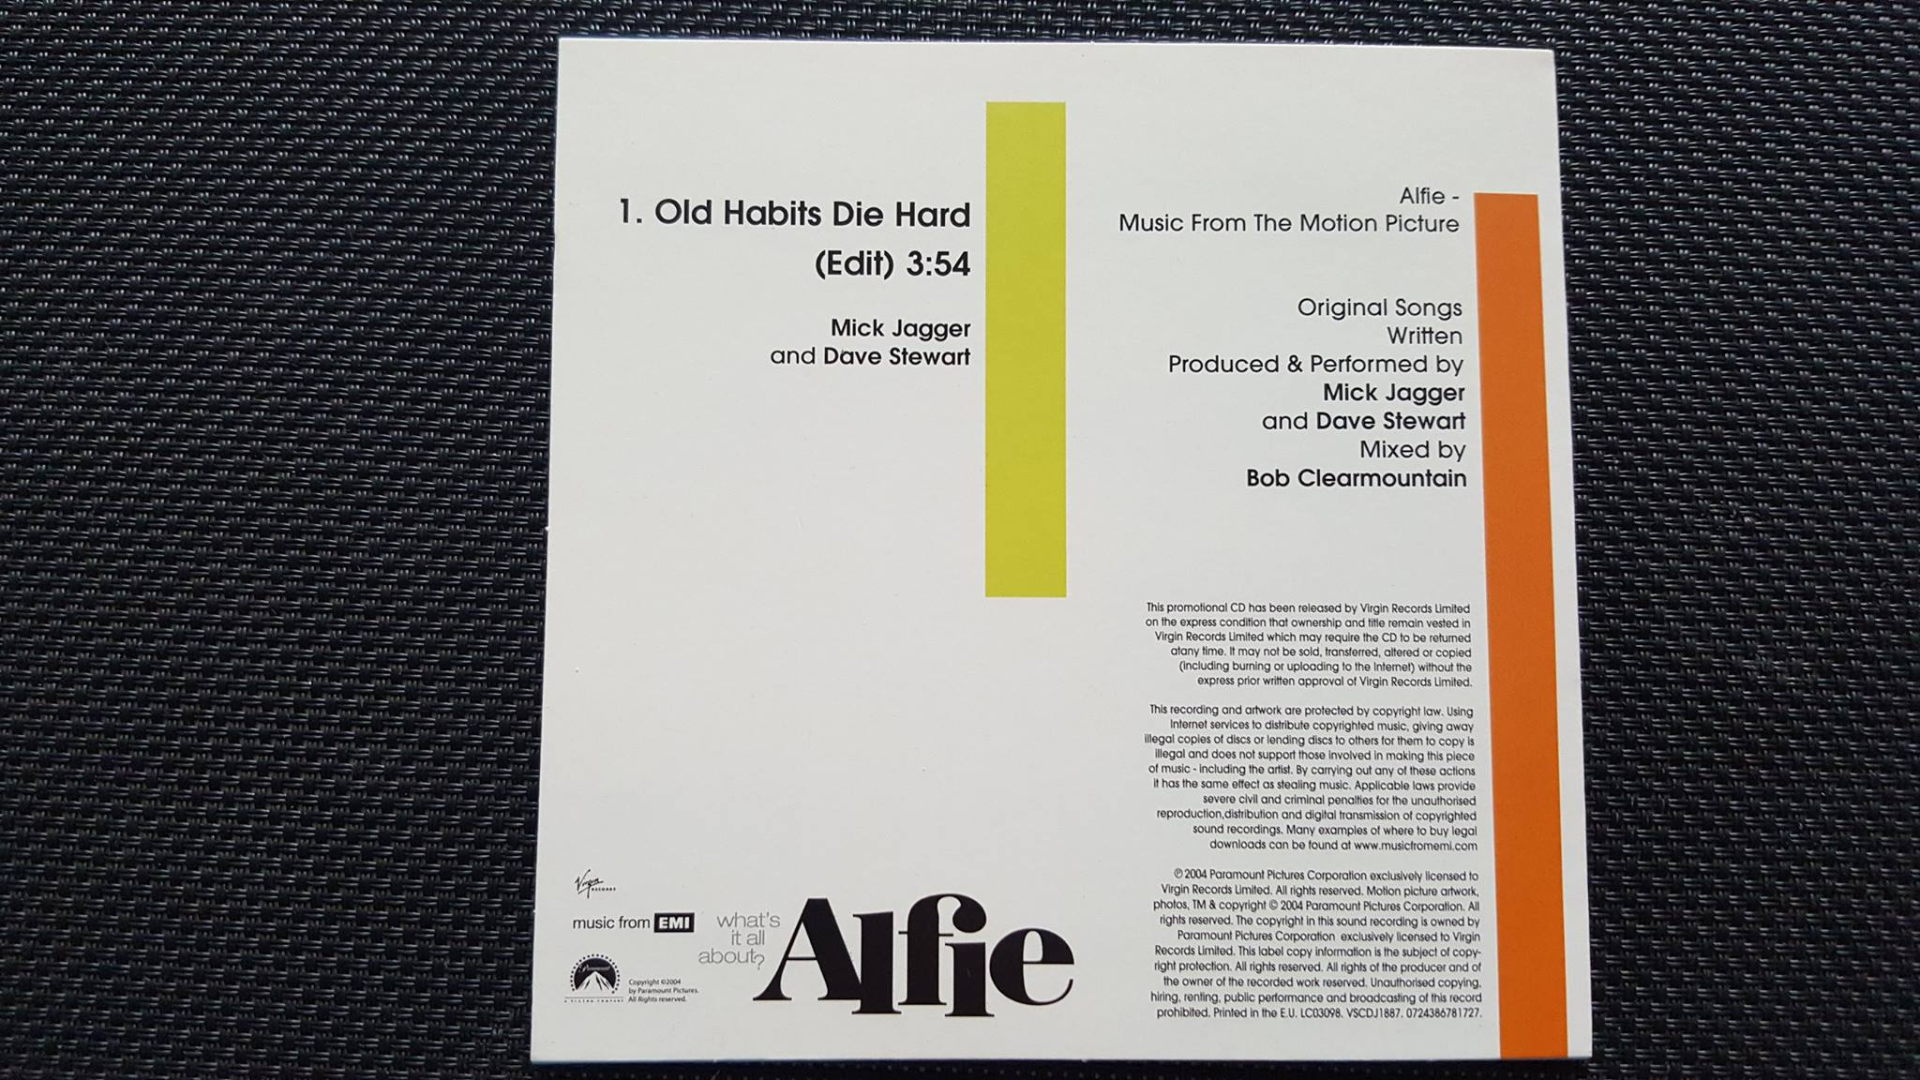 1. Old Habits Die Hard
(Edit) 3:54
Mick Jagger
and Dave Stewart
Alfie -
Music From The Motion Picture
Original Songs
Written
Produced & Performed by
Mick Jagger
and Dave Stewart
Mixed by
Bob Clearmountain
This promotional CD has been released by Virgin Records Limited
on the express condition that ownership and title remain vested in
Virgin Records Limited which may require the CD to be returned
atany time. It may not be sold, transferred, altered or copied
(including burning or uploading to the Internet) without the
express prior written approval of Virgin Records Limited.
This recording and artwork are protected by copyright law. Using
Internet services to distribute copyrighted music, giving away
illegal copies of discs or lending discs to others for them to copy is
illegal and does not support those involved in making this piece
of music - including the artist. By carrying out any of these actions
it has the same effect as stealing music. Applicable laws provide
severe civil and criminal penalties for the unauthorised
reproduction,distribution and digital transmission of copyrighted
sound recordings. Many examples of where to buy legal
downloads can be found at www.musicfromemi.com
℗ 2004 Paramount Pictures Corporation exclusively licensed to
Virgin Records Limited. All rights reserved. Motion picture artwork,
photos, TM & copyright © 2004 Paramount Pictures Corporation. All
rights reserved. The copyright in this sound recording is owned by
Paramount Pictures Corporation exclusively licensed to Virgin
Records Limited. This label copy information is the subject of copy-
right protection. All rights reserved. All rights of the producer and of
the owner of the recorded work reserved. Unauthorised copying,
hiring, renting, public performance and broadcasting of this record
prohibited. Printed in the E.U. LC03098. VSCDJ1887. 0724386781727.
Virgin
RECORDS
music from EMI
Paramount
Copyright ©2004
by Paramount Pictures.
All Rights reserved.
what's
it all
about?
Alfie